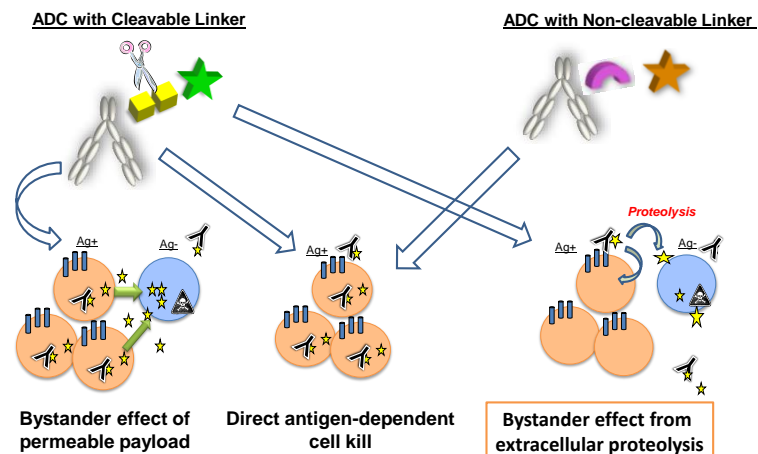 ADC with Cleavable Linker
ADC with Non-cleavable Linker
Ag+
Ag-
Ag+
Proteolysis
Ag+
Ag-
Bystander effect of
permeable payload
Direct antigen-dependent
cell kill
Bystander effect from
extracellular proteolysis